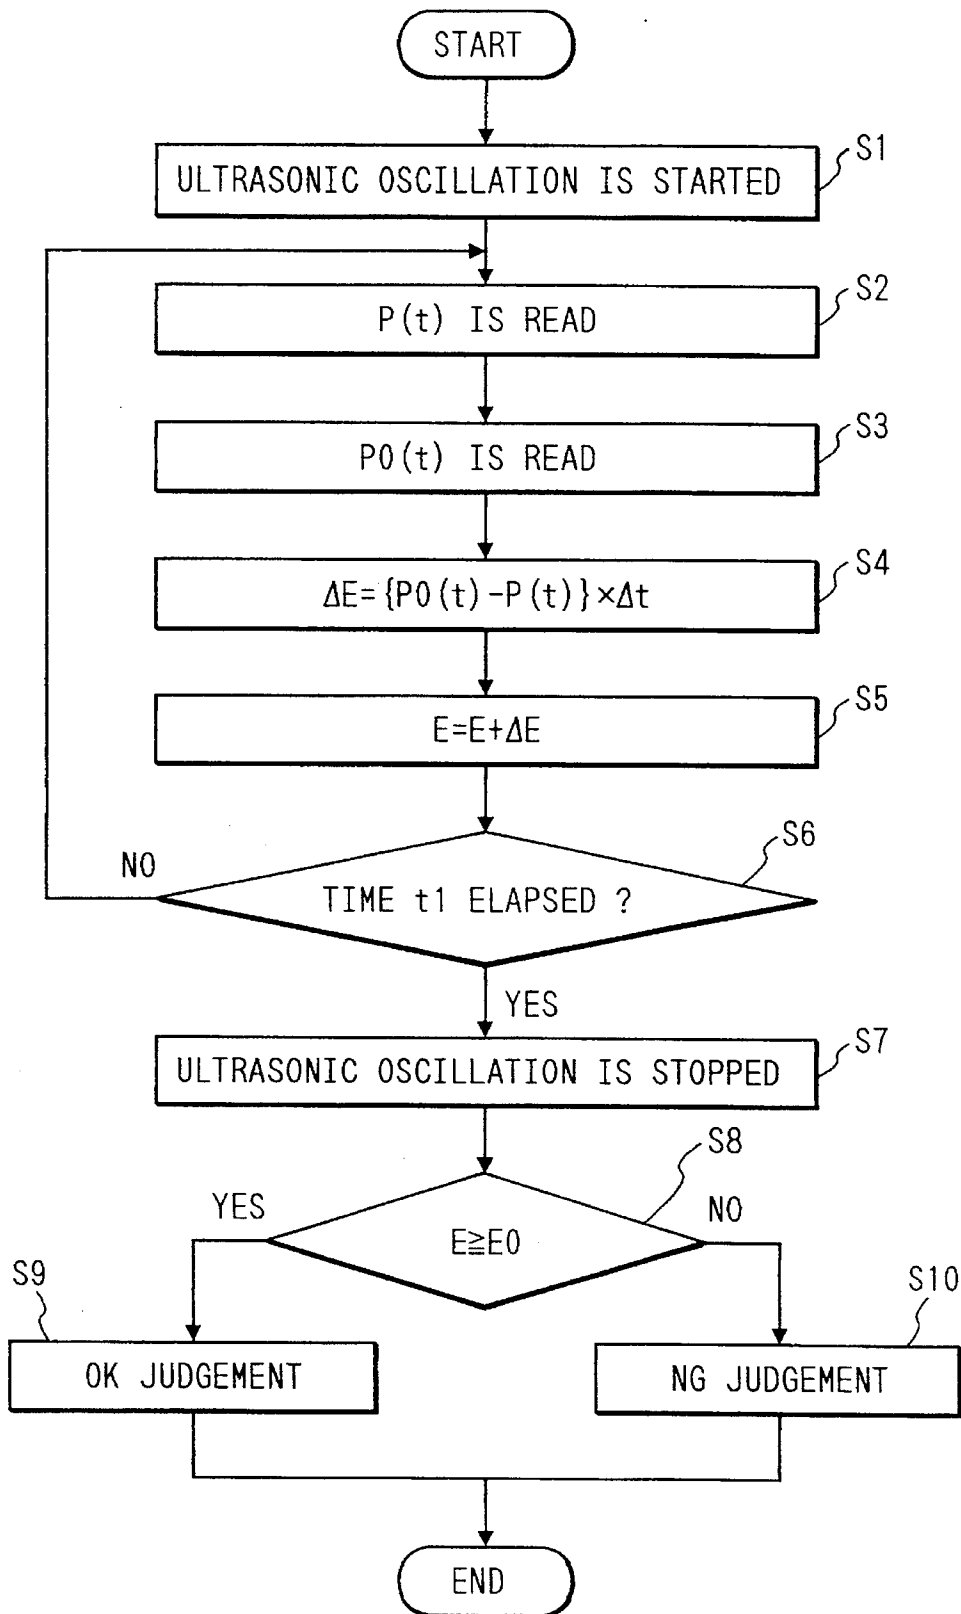 START
S1
ULTRASONIC OSCILLATION IS STARTED
S2
P(t) IS READ
S3
P0(t) IS READ
S4
ΔE={P0(t)-P(t)}×Δt
S5
E=E+ΔE
S6
NO
TIME t1 ELAPSED ?
YES
S7
ULTRASONIC OSCILLATION IS STOPPED
S8
YES
NO
E≧E0
S9
S10
OK JUDGEMENT
NG JUDGEMENT
END